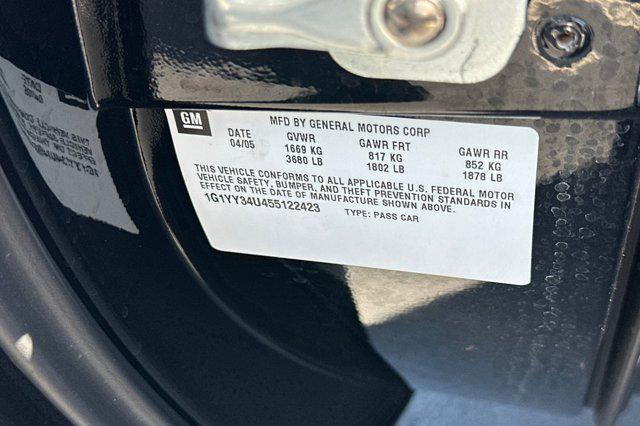 GM
MFD BY GENERAL MOTORS CORP
DATE GVWR GAWR FRT GAWR RR
04/05 1669 KG 817 KG 852 KG
3680 LB 1802 LB 1878 LB
THIS VEHICLE CONFORMS TO ALL APPLICABLE U.S. FEDERAL MOTOR
VEHICLE SAFETY, BUMPER, AND THEFT PREVENTION STANDARDS IN
EFFECT ON THE DATE OF MANUFACTURE SHOWN ABOVE.
1G1YY34U455122423 TYPE: PASS CAR